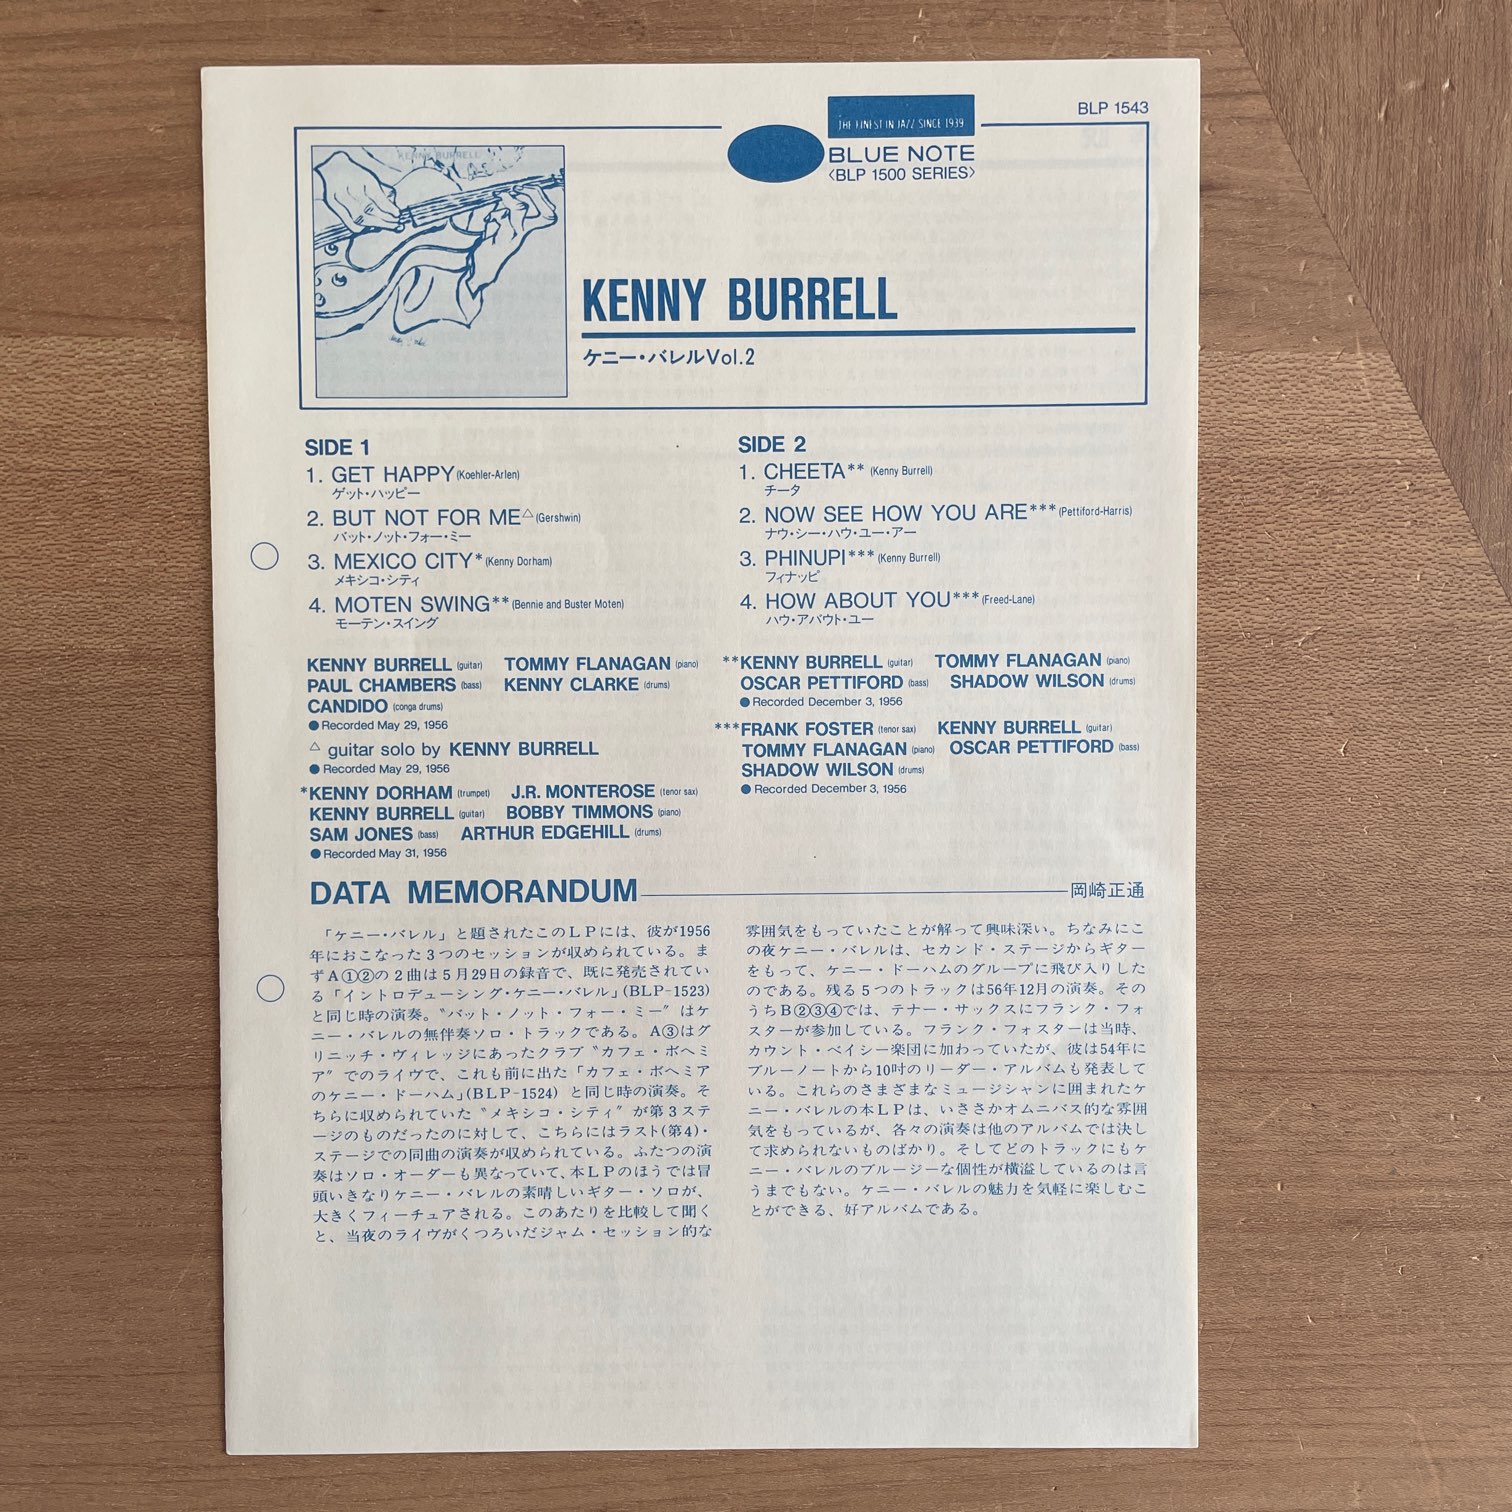 BLP 1543
THE FINEST IN JAZZ SINCE 1939
BLUE NOTE
〈BLP 1500 SERIES〉
KENNY BURRELL
KENNY BURRELL
ケニー・バレルVol.2
SIDE 1
1. GET HAPPY (Koehler-Arlen)
ゲット・ハッピー
2. BUT NOT FOR ME△ (Gershwin)
バット・ノット・フォー・ミー
3. MEXICO CITY* (Kenny Dorham)
メキシコ・シティ
4. MOTEN SWING** (Bennie and Buster Moten)
モーテン・スイング
KENNY BURRELL (guitar) TOMMY FLANAGAN (piano)
PAUL CHAMBERS (bass) KENNY CLARKE (drums)
CANDIDO (conga drums)
●Recorded May 29, 1956
△ guitar solo by KENNY BURRELL
●Recorded May 29, 1956
*KENNY DORHAM (trumpet) J.R. MONTEROSE (tenor sax)
KENNY BURRELL (guitar) BOBBY TIMMONS (piano)
SAM JONES (bass) ARTHUR EDGEHILL (drums)
●Recorded May 31, 1956
SIDE 2
1. CHEETA** (Kenny Burrell)
チータ
2. NOW SEE HOW YOU ARE*** (Pettiford-Harris)
ナウ・シー・ハウ・ユー・アー
3. PHINUPI*** (Kenny Burrell)
フィナッピ
4. HOW ABOUT YOU*** (Freed-Lane)
ハウ・アバウト・ユー
**KENNY BURRELL (guitar) TOMMY FLANAGAN (piano)
OSCAR PETTIFORD (bass) SHADOW WILSON (drums)
●Recorded December 3, 1956
***FRANK FOSTER (tenor sax) KENNY BURRELL (guitar)
TOMMY FLANAGAN (piano) OSCAR PETTIFORD (bass)
SHADOW WILSON (drums)
●Recorded December 3, 1956
DATA MEMORANDUM 岡崎正通
「ケニー・バレル」と題されたこのLPには、彼が1956
年におこなった3つのセッションが収められている。ま
ずA①②の2曲は5月29日の録音で、既に発売されてい
る「イントロデューシング・ケニー・バレル」(BLP-1523)
と同じ時の演奏。〝バット・ノット・フォー・ミー〟はケ
ニー・バレルの無伴奏ソロ・トラックである。A③はグ
リニッチ・ヴィレッジにあったクラブ〝カフェ・ボヘミ
ア〟でのライヴで、これも前に出た「カフェ・ボヘミア
のケニー・ドーハム」(BLP-1524) と同じ時の演奏。そ
ちらに収められていた〝メキシコ・シティ〟が第3ステ
ージのものだったのに対して、こちらにはラスト(第4)・
ステージでの同曲の演奏が収められている。ふたつの演
奏はソロ・オーダーも異なっていて、本LPのほうでは冒
頭いきなりケニー・バレルの素晴しいギター・ソロが、
大きくフィーチュアされる。このあたりを比較して聞く
と、当夜のライヴがくつろいだジャム・セッション的な
雰囲気をもっていたことが解って興味深い。ちなみにこ
の夜ケニー・バレルは、セカンド・ステージからギター
をもって、ケニー・ドーハムのグループに飛び入りした
のである。残る5つのトラックは56年12月の演奏。その
うちB②③④では、テナー・サックスにフランク・フォ
スターが参加している。フランク・フォスターは当時、
カウント・ベイシー楽団に加わっていたが、彼は54年に
ブルーノートから10吋のリーダー・アルバムも発表して
いる。これらのさまざまなミュージシャンに囲まれたケ
ニー・バレルの本LPは、いささかオムニバス的な雰囲
気をもっているが、各々の演奏は他のアルバムでは決し
て求められないものばかり。そしてどのトラックにもケ
ニー・バレルのブルージーな個性が横溢しているのは言
うまでもない。ケニー・バレルの魅力を気軽に楽しむこ
とができる、好アルバムである。